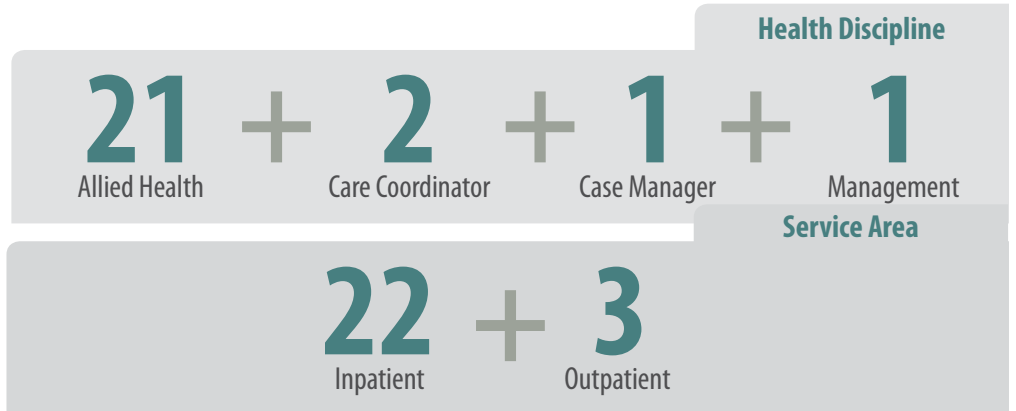 Health Discipline
21 + 2 + 1 + 1
Allied Health Care Coordinator Case Manager Management
Service Area
22 + 3
Inpatient Outpatient